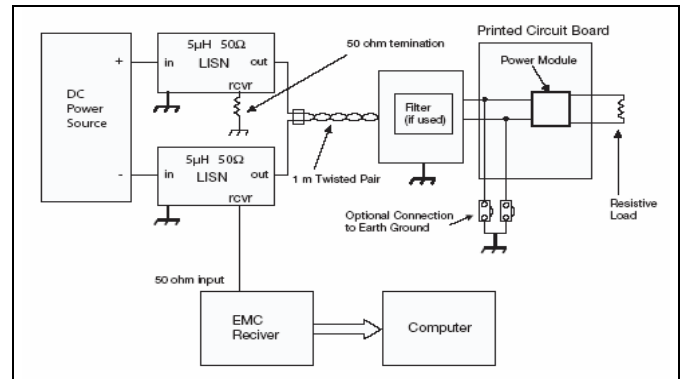 Printed Circuit Board
5µH 50Ω
LISN
in
out
rcvr
+
50 ohm temination
Power Module
DC
Power
Source
Filter
(if used)
5µH 50Ω
LISN
in
out
rcvr
-
1 m Twisted Pair
Optional Connection
to Earth Ground
Resistive
Load
50 ohm input
EMC
Reciver
Computer